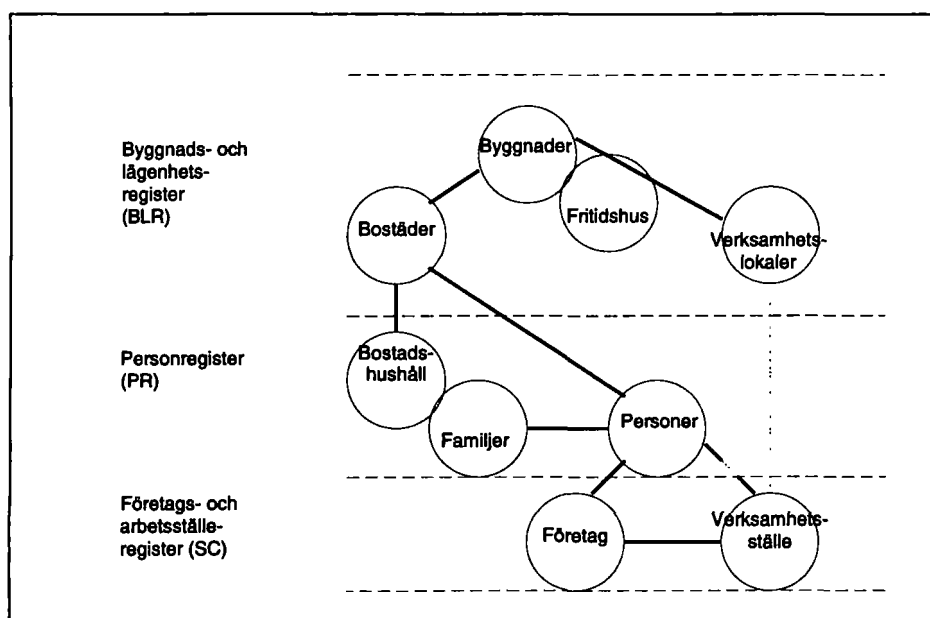 Byggnads- och
lägenhets-
register
(BLR)
Byggnader
Fritidshus
Bostäder
Verksamhets-
lokaler
Personregister
(PR)
Bostads-
hushåll
Familjer
Personer
Företags- och
arbetsställe-
register (SC)
Företag
Verksamhets-
ställe